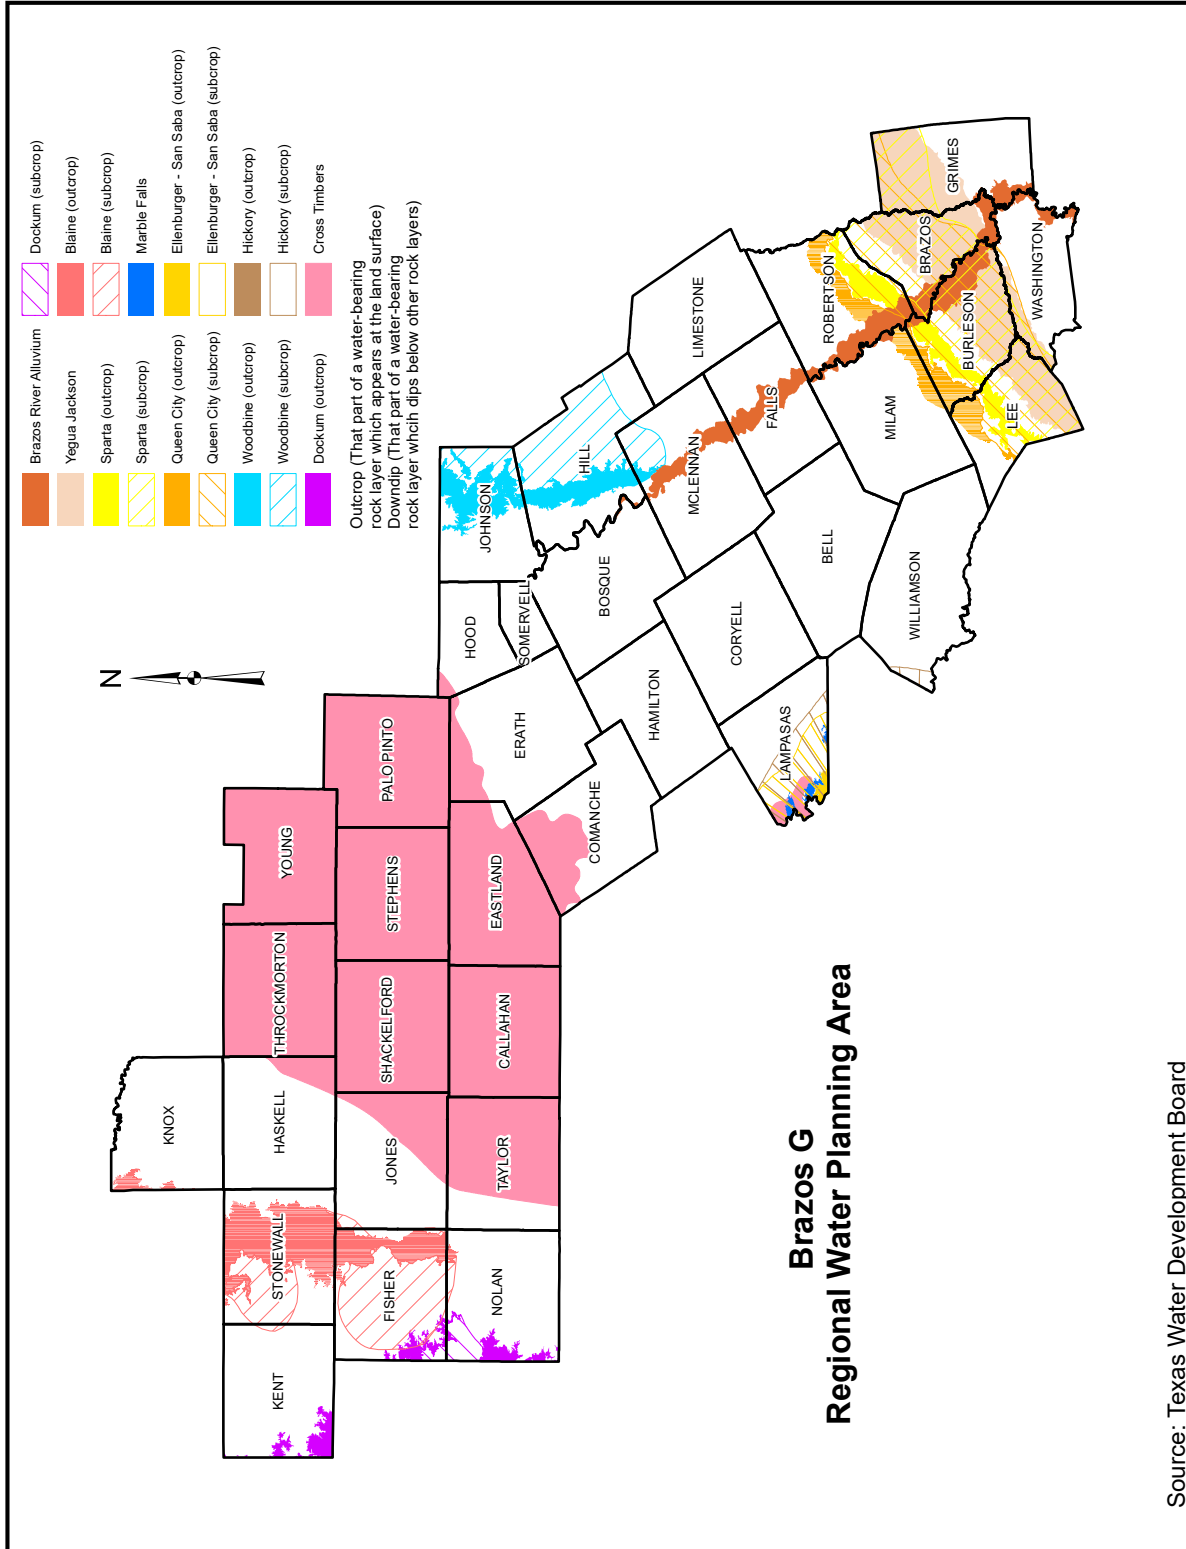 Brazos River Alluvium
Yegua Jackson
Sparta (outcrop)
Sparta (subcrop)
Queen City (outcrop)
Queen City (subcrop)
Woodbine (outcrop)
Woodbine (subcrop)
Dockum (outcrop)
Dockum (subcrop)
Blaine (outcrop)
Blaine (subcrop)
Marble Falls
Ellenburger - San Saba (outcrop)
Ellenburger - San Saba (subcrop)
Hickory (outcrop)
Hickory (subcrop)
Cross Timbers
Outcrop (That part of a water-bearing
rock layer which appears at the land surface)
Downdip (That part of a water-bearing
rock layer whcih dips below other rock layers)
N
KNOX
KENT
STONEWALL
HASKELL
THROCKMORTON
YOUNG
FISHER
JONES
SHACKELFORD
STEPHENS
PALO PINTO
NOLAN
TAYLOR
CALLAHAN
EASTLAND
ERATH
HOOD
JOHNSON
SOMERVELL
COMANCHE
HAMILTON
BOSQUE
HILL
LAMPASAS
CORYELL
MCLENNAN
LIMESTONE
BELL
FALLS
WILLIAMSON
MILAM
ROBERTSON
LEE
BURLESON
BRAZOS
GRIMES
WASHINGTON
Brazos G
Regional Water Planning Area
Source: Texas Water Development Board